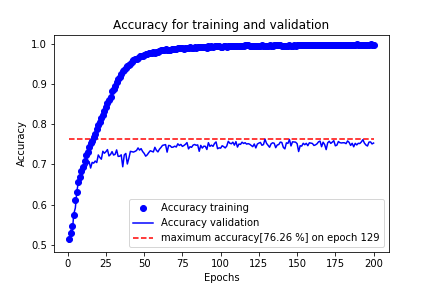 Accuracy for training and validation
1.0
0.9
0.8
0.7
0.6
0.5
Accuracy
Accuracy training
Accuracy validation
maximum accuracy[76.26 %] on epoch 129
0 25 50 75 100 125 150 175 200
Epochs